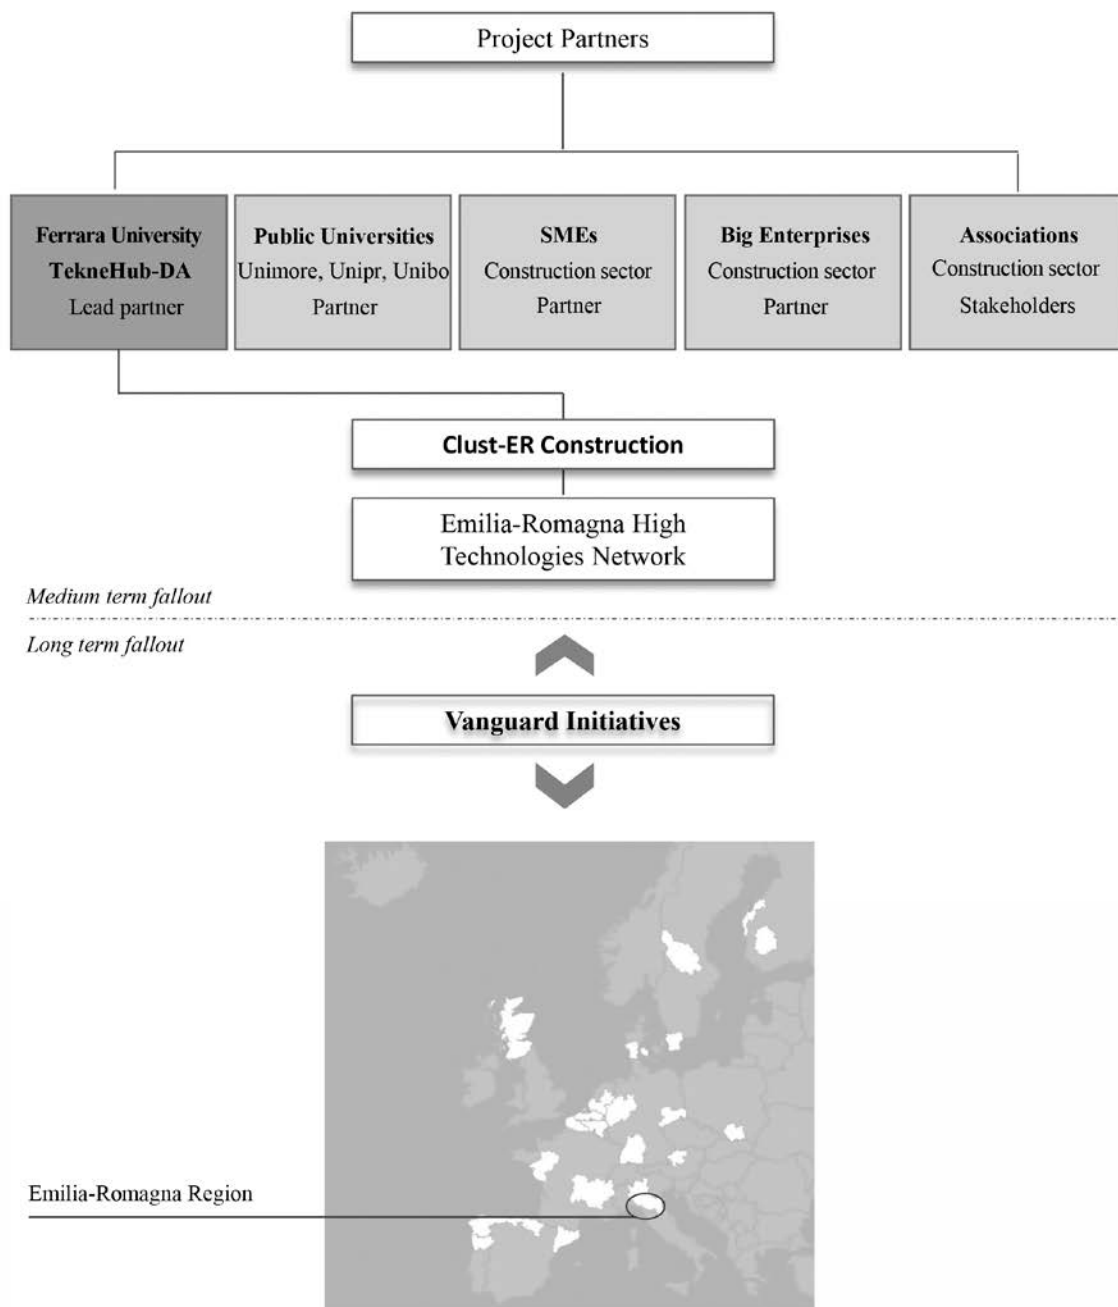 Project Partners
Ferrara University
TekneHub-DA
Lead partner
Public Universities
Unimore, Unipr, Unibo
Partner
SMEs
Construction sector
Partner
Big Enterprises
Construction sector
Partner
Associations
Construction sector
Stakeholders
Clust-ER Construction
Emilia-Romagna High
Technologies Network
Medium term fallout
Long term fallout
Vanguard Initiatives
Emilia-Romagna Region